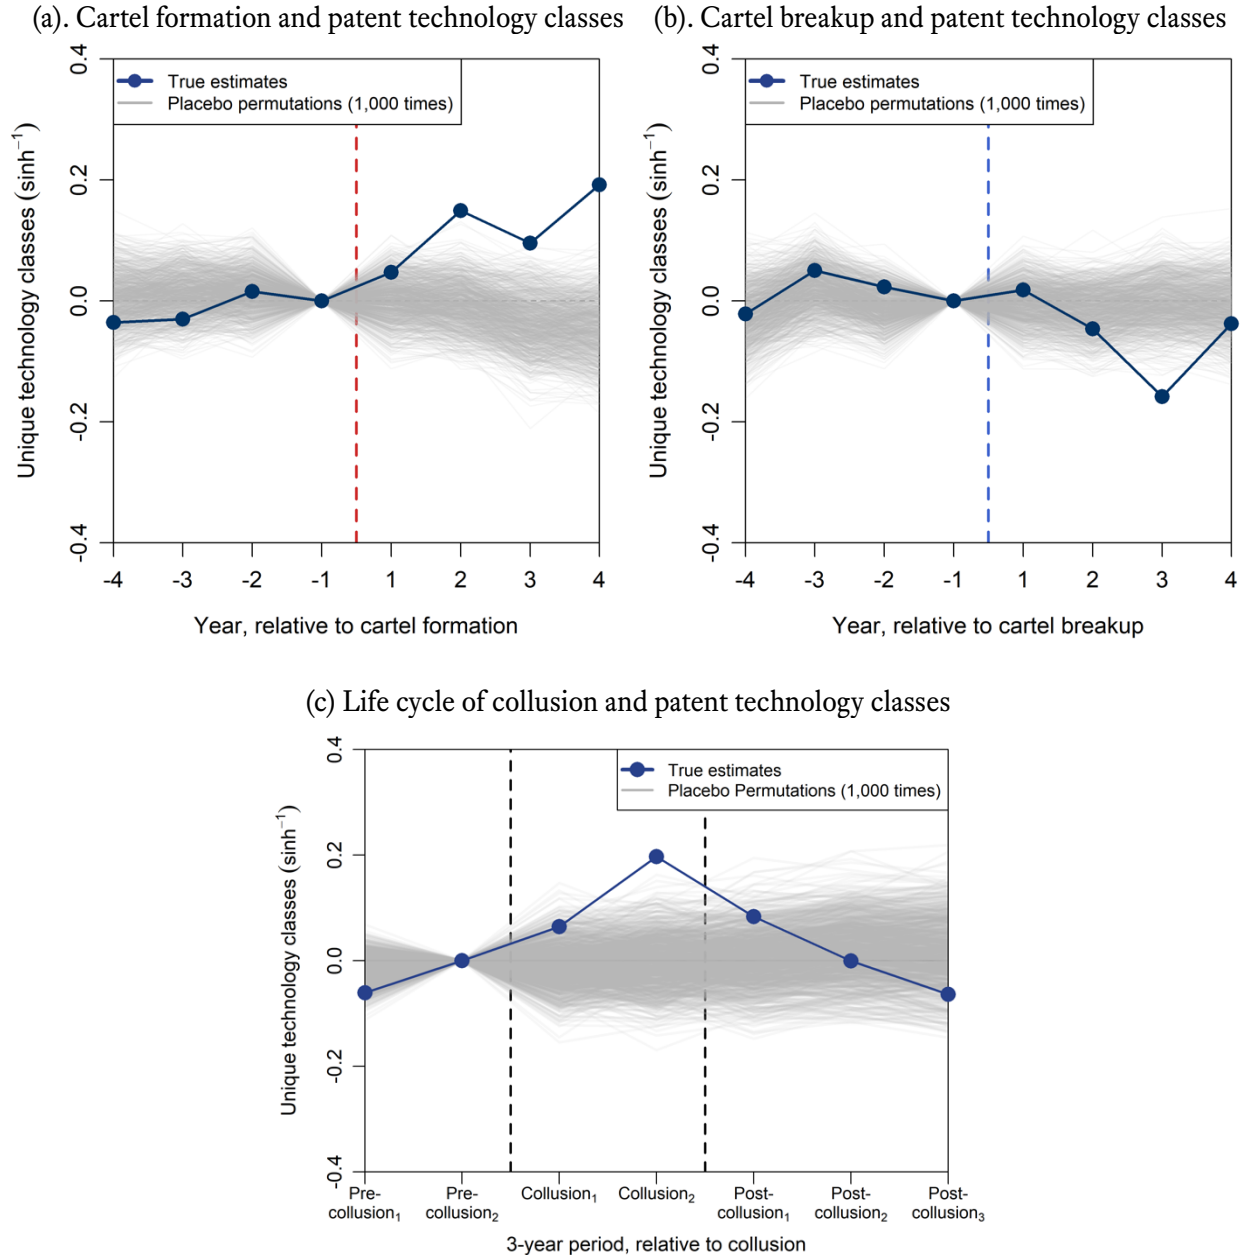 (a). Cartel formation and patent technology classes
0.4
0.2
0.0
-0.2
-0.4
Unique technology classes (sinh⁻¹)
True estimates
Placebo permutations (1,000 times)
-4 -3 -2 -1 1 2 3 4
Year, relative to cartel formation
(b). Cartel breakup and patent technology classes
0.4
0.2
0.0
-0.2
-0.4
Unique technology classes (sinh⁻¹)
True estimates
Placebo permutations (1,000 times)
-4 -3 -2 -1 1 2 3 4
Year, relative to cartel breakup
(c) Life cycle of collusion and patent technology classes
0.4
0.2
0.0
-0.2
-0.4
Unique technology classes (sinh⁻¹)
True estimates
Placebo Permutations (1,000 times)
Pre-
collusion₁
Pre-
collusion₂
Collusion₁
Collusion₂
Post-
collusion₁
Post-
collusion₂
Post-
collusion₃
3-year period, relative to collusion